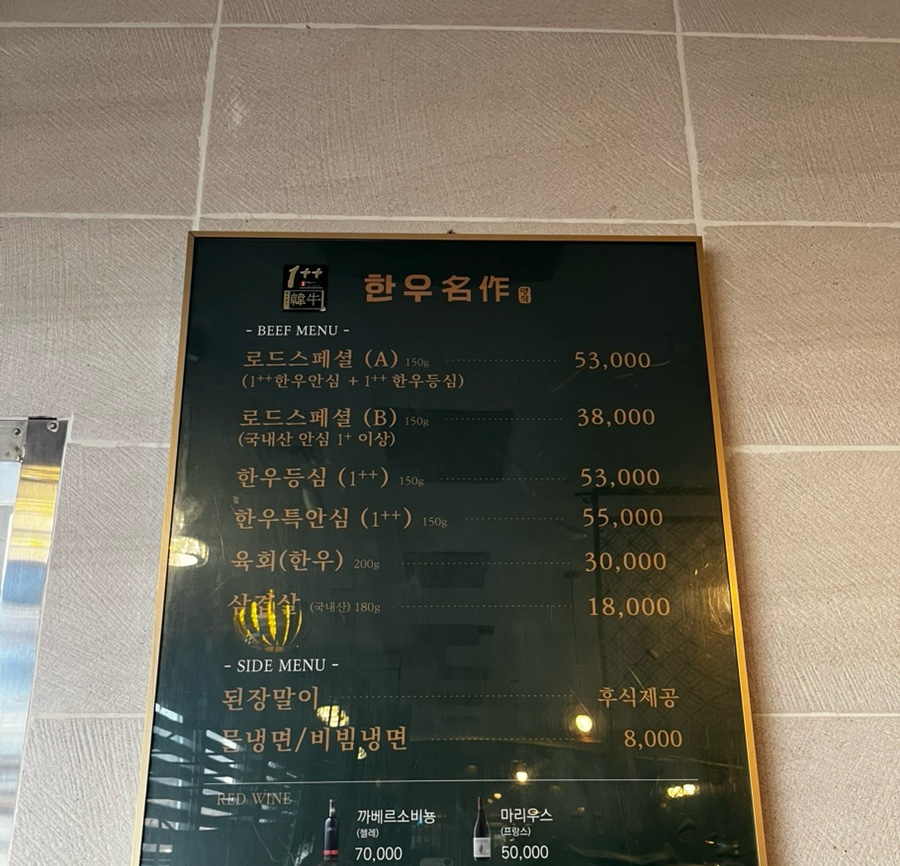 1++
韓牛
한우名作
명작
- BEEF MENU -
로드스페셜 (A) 150g 53,000
(1++한우안심 + 1++ 한우등심)
로드스페셜 (B) 150g 38,000
(국내산 안심 1+ 이상)
한우등심 (1++) 150g 53,000
한우특안심 (1++) 150g 55,000
육회(한우) 200g 30,000
삼겹살 (국내산) 180g 18,000
- SIDE MENU -
된장말이 후식제공
물냉면/비빔냉면 8,000
RED WINE
까베르소비뇽 마리우스
(칠레) (프랑스)
70,000 50,000